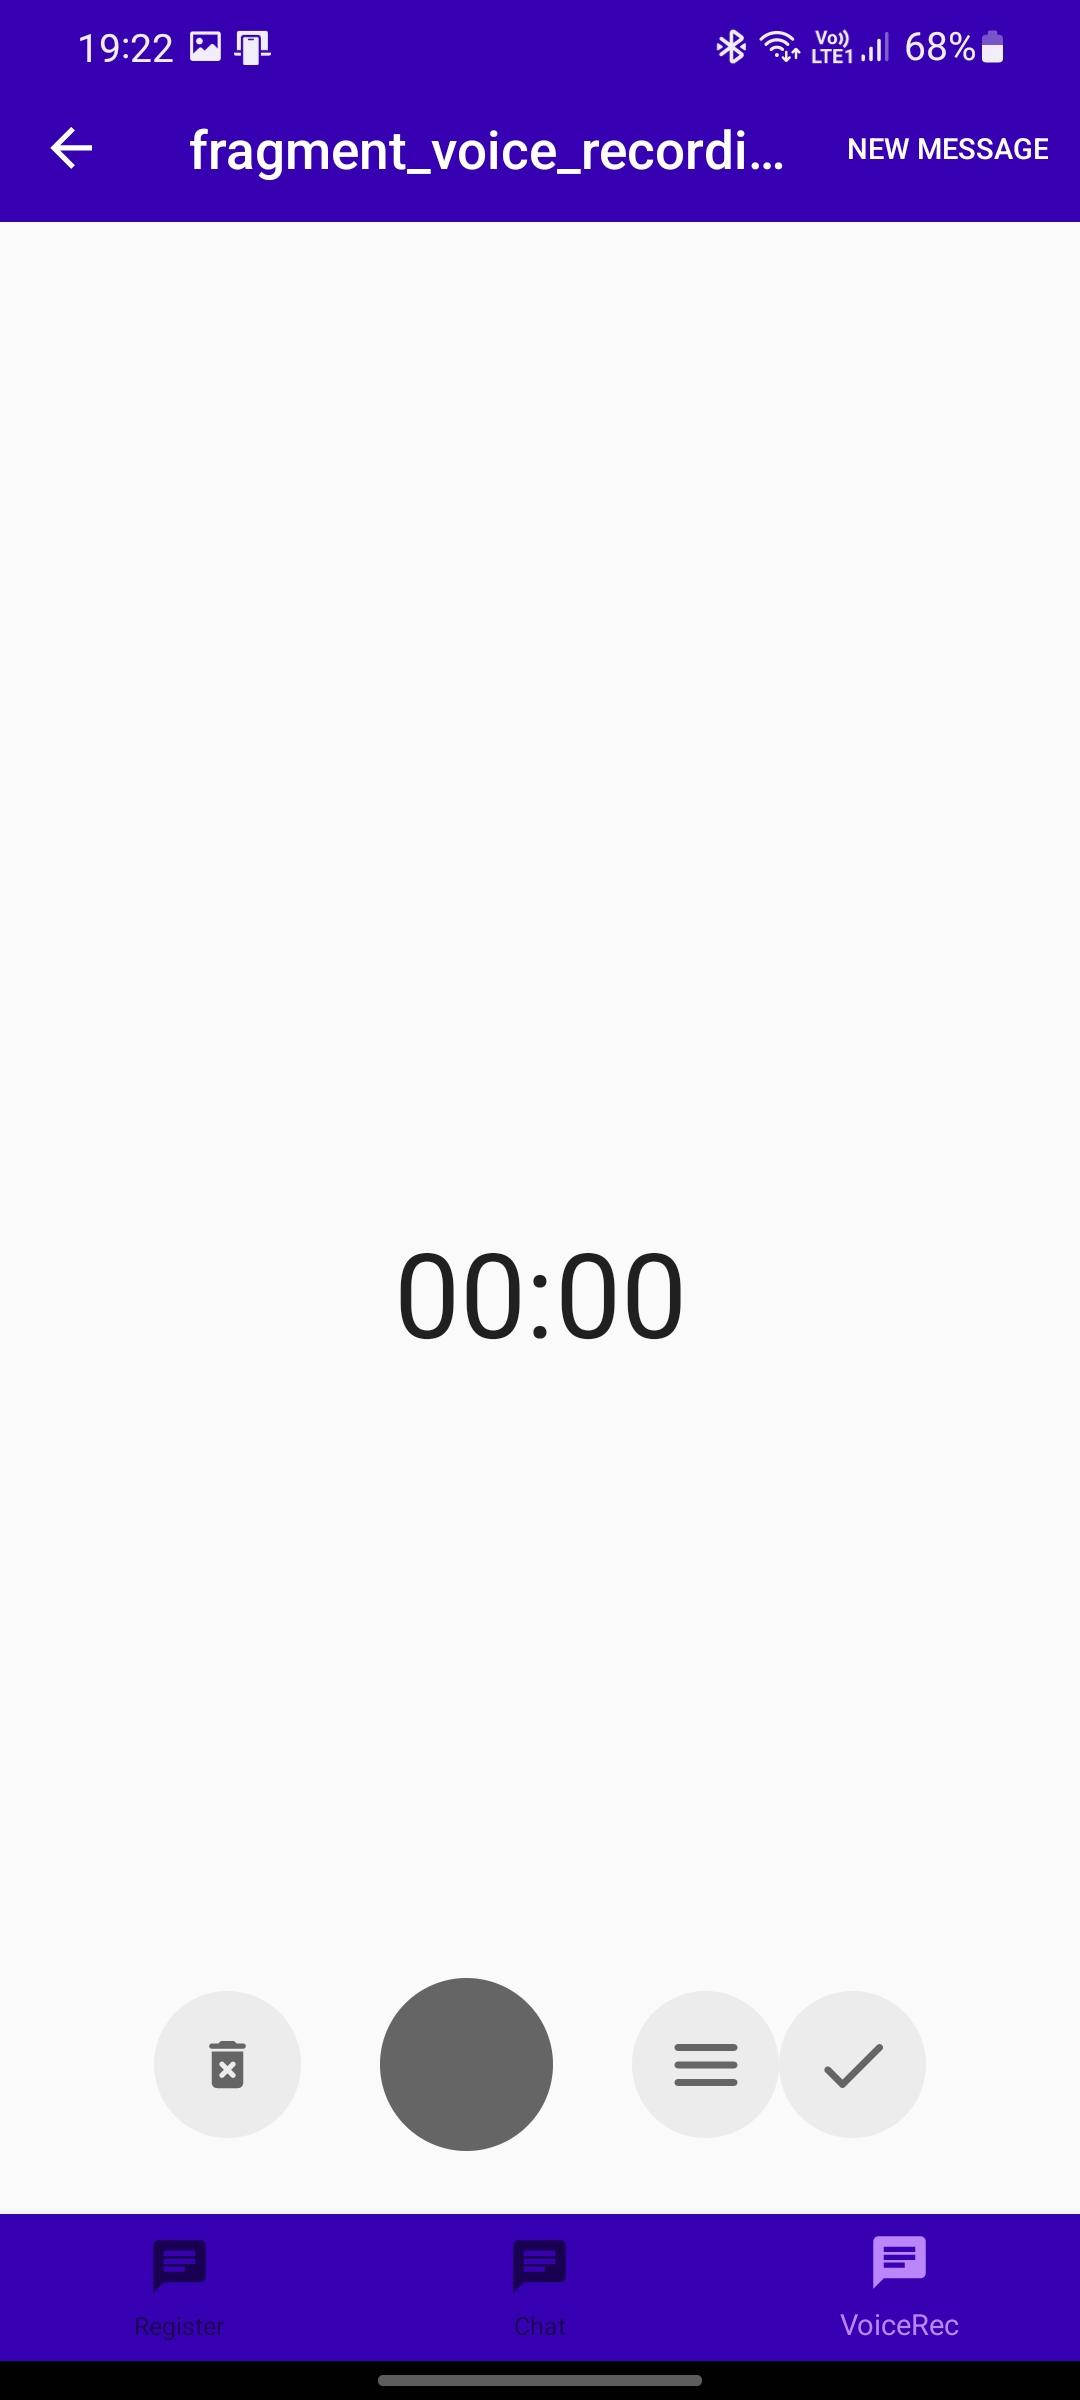 19:22 Vo)) LTE1 68%
fragment_voice_recordi... NEW MESSAGE
00:00
Register Chat VoiceRec